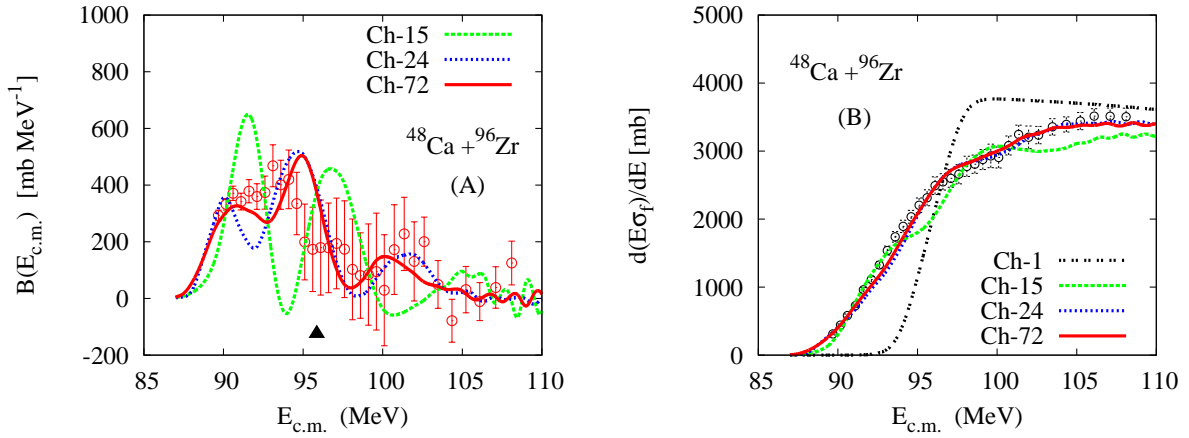 1000
800
600
400
200
0
-200
85 90 95 100 105 110
B(E_c.m.) [mb MeV⁻¹]
E_c.m. (MeV)
Ch-15
Ch-24
Ch-72
⁴⁸Ca +⁹⁶Zr
(A)
5000
4000
3000
2000
1000
0
85 90 95 100 105 110
d(Eσ_f)/dE [mb]
E_c.m. (MeV)
⁴⁸Ca +⁹⁶Zr
(B)
Ch-1
Ch-15
Ch-24
Ch-72